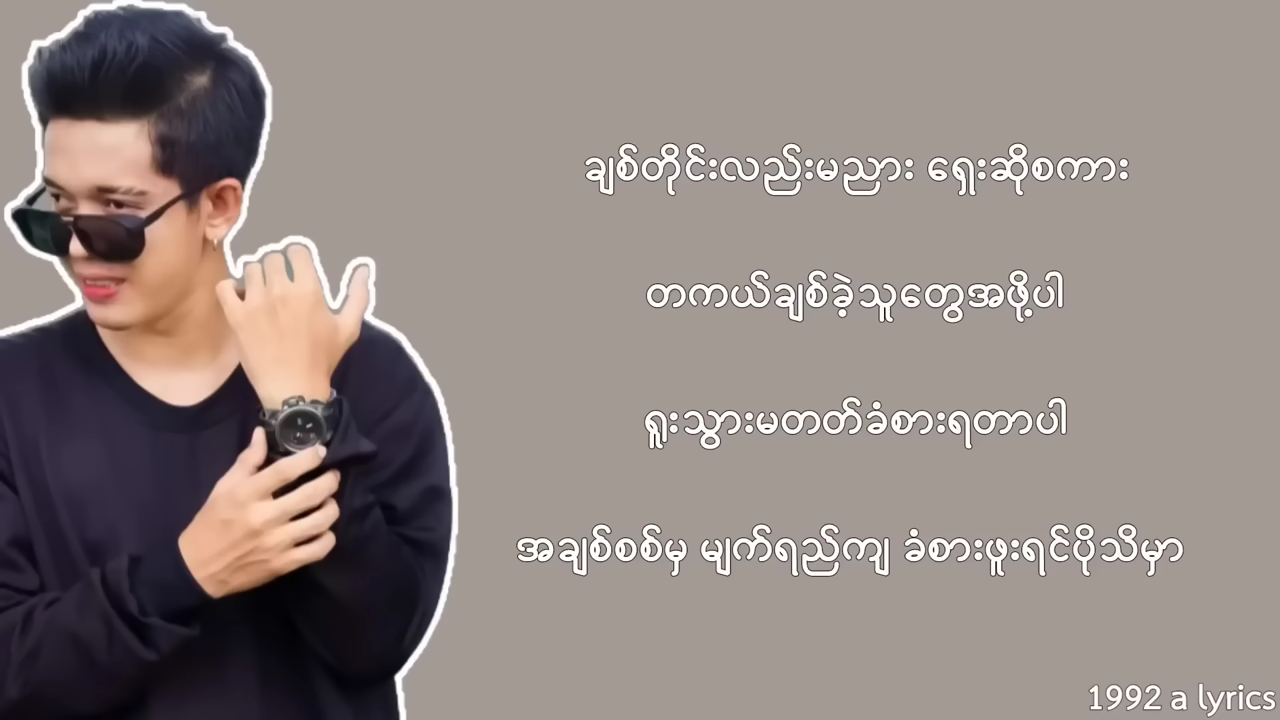 ချစ်တိုင်းလည်းမညား ရှေးဆိုစကား
တကယ်ချစ်ခဲ့သူတွေအဖို့ပါ
ရူးသွားမတတ်ခံစားရတာပါ
အချစ်စစ်မှ မျက်ရည်ကျ ခံစားဖူးရင်ပိုသိမှာ
1992 a lyrics